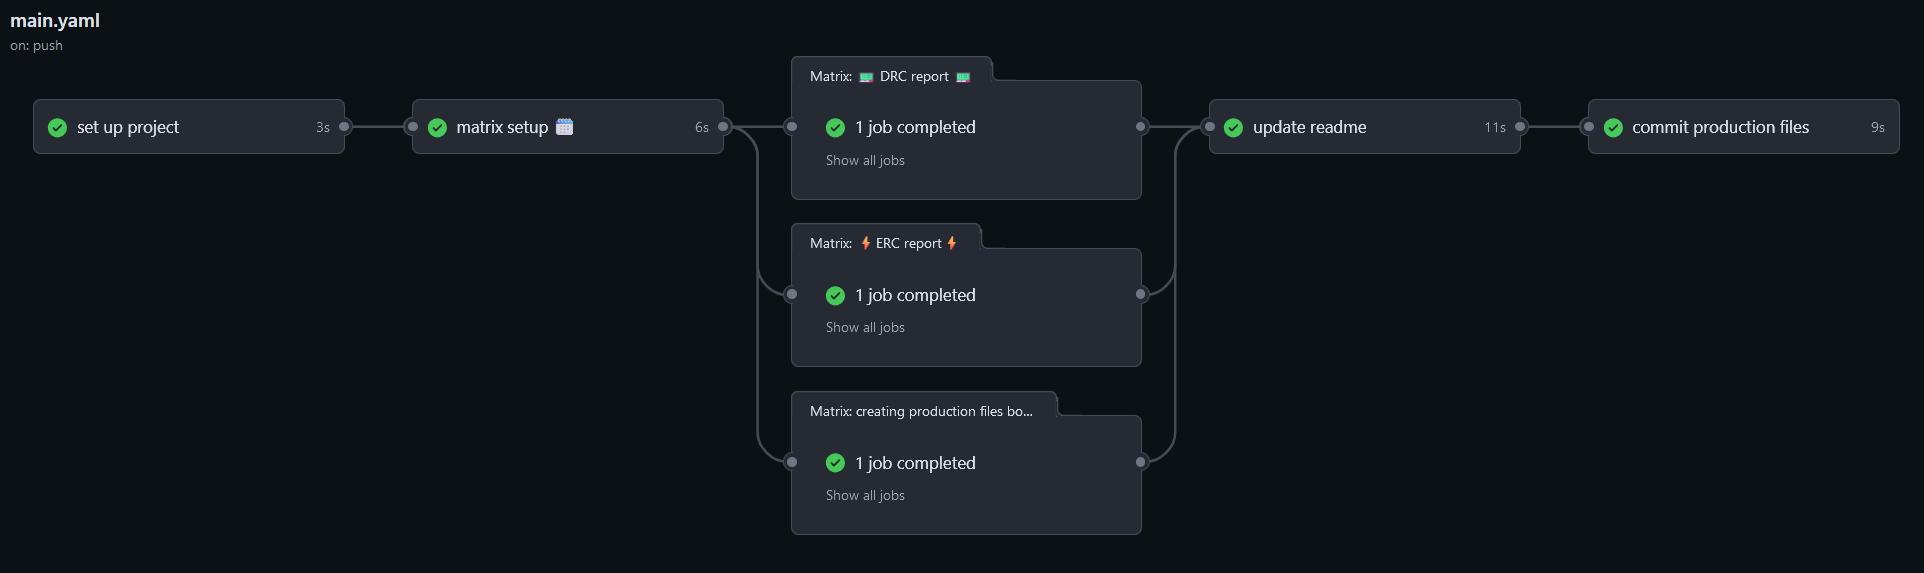 main.yaml
on: push
set up project 3s
matrix setup 6s
Matrix: DRC report
1 job completed
Show all jobs
Matrix: ERC report
1 job completed
Show all jobs
Matrix: creating production files bo...
1 job completed
Show all jobs
update readme 11s
commit production files 9s